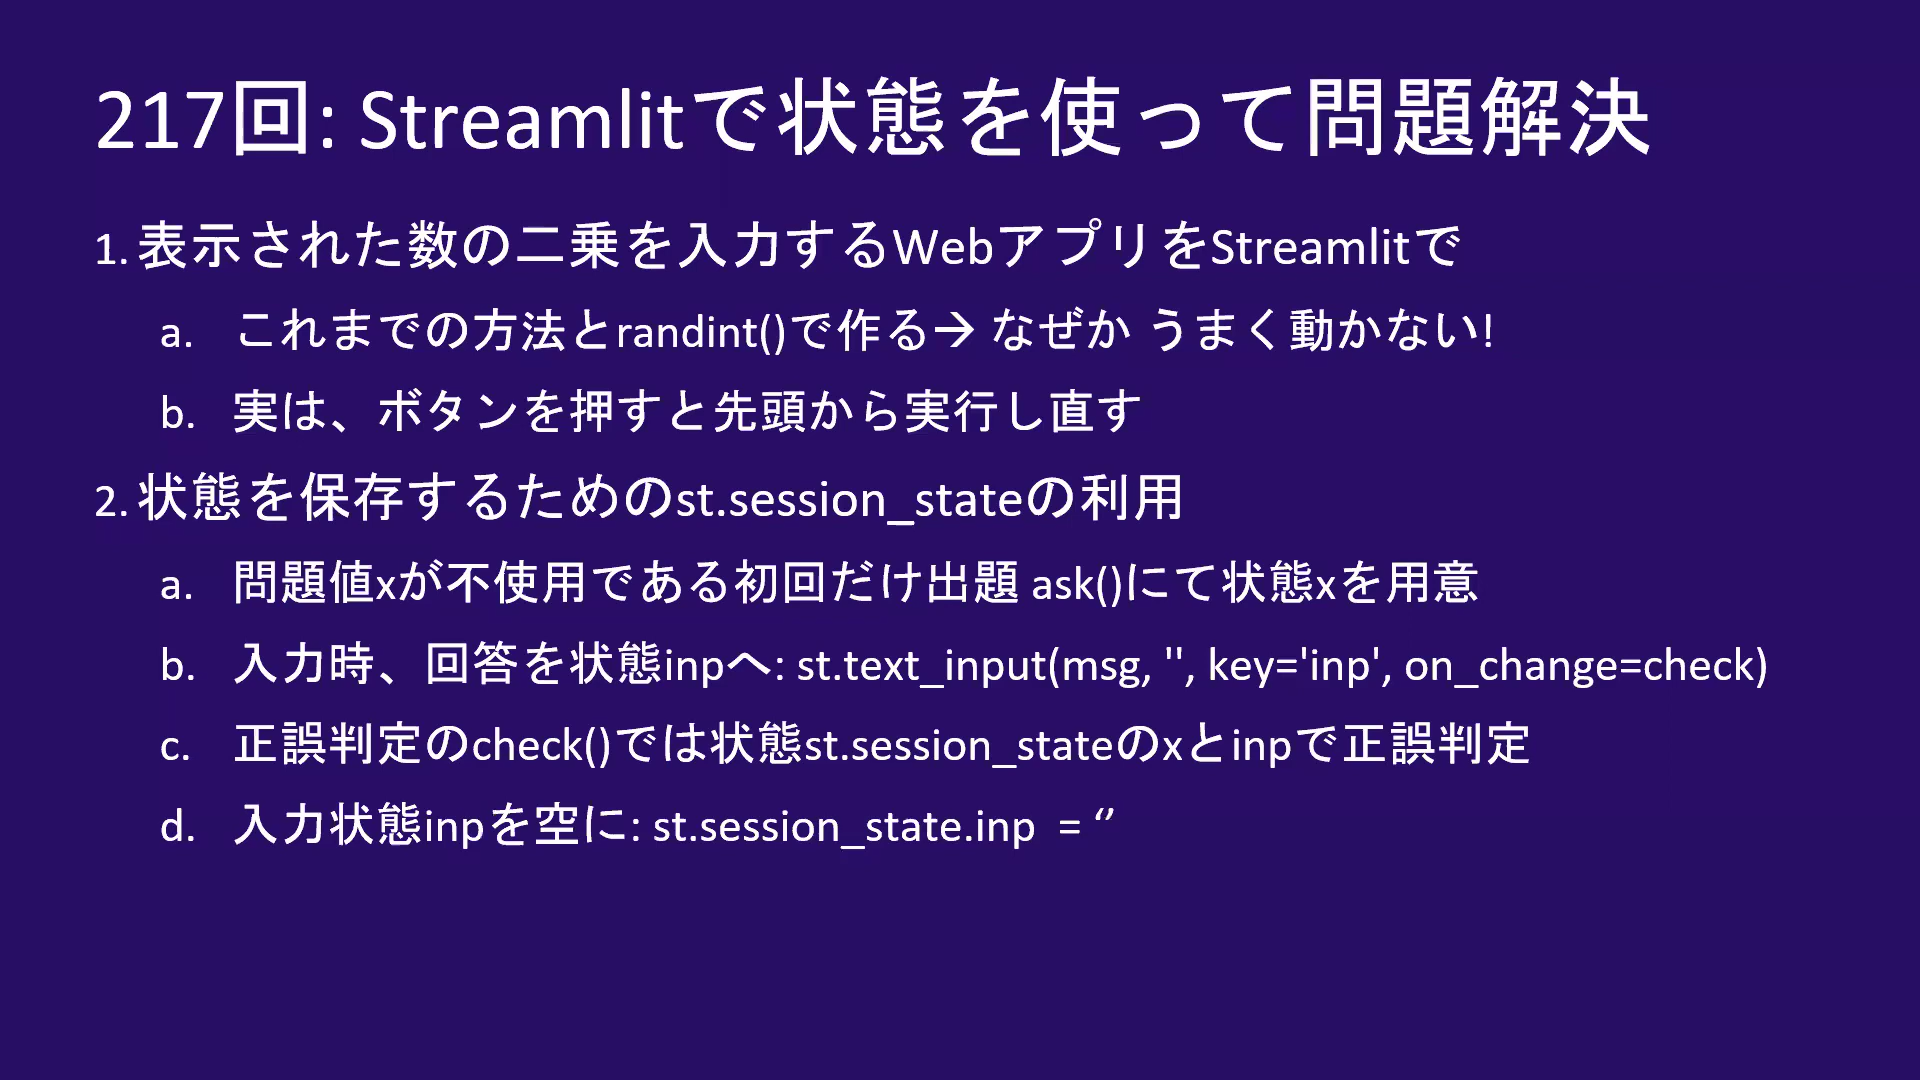 217回: Streamlitで状態を使って問題解決
1. 表示された数の二乗を入力するWebアプリをStreamlitで
a. これまでの方法とrandint()で作る→ なぜか うまく動かない!
b. 実は、ボタンを押すと先頭から実行し直す
2. 状態を保存するためのst.session_stateの利用
a. 問題値xが不使用である初回だけ出題 ask()にて状態xを用意
b. 入力時、回答を状態inpへ: st.text_input(msg, '', key='inp', on_change=check)
c. 正誤判定のcheck()では状態st.session_stateのxとinpで正誤判定
d. 入力状態inpを空に: st.session_state.inp = ‘’